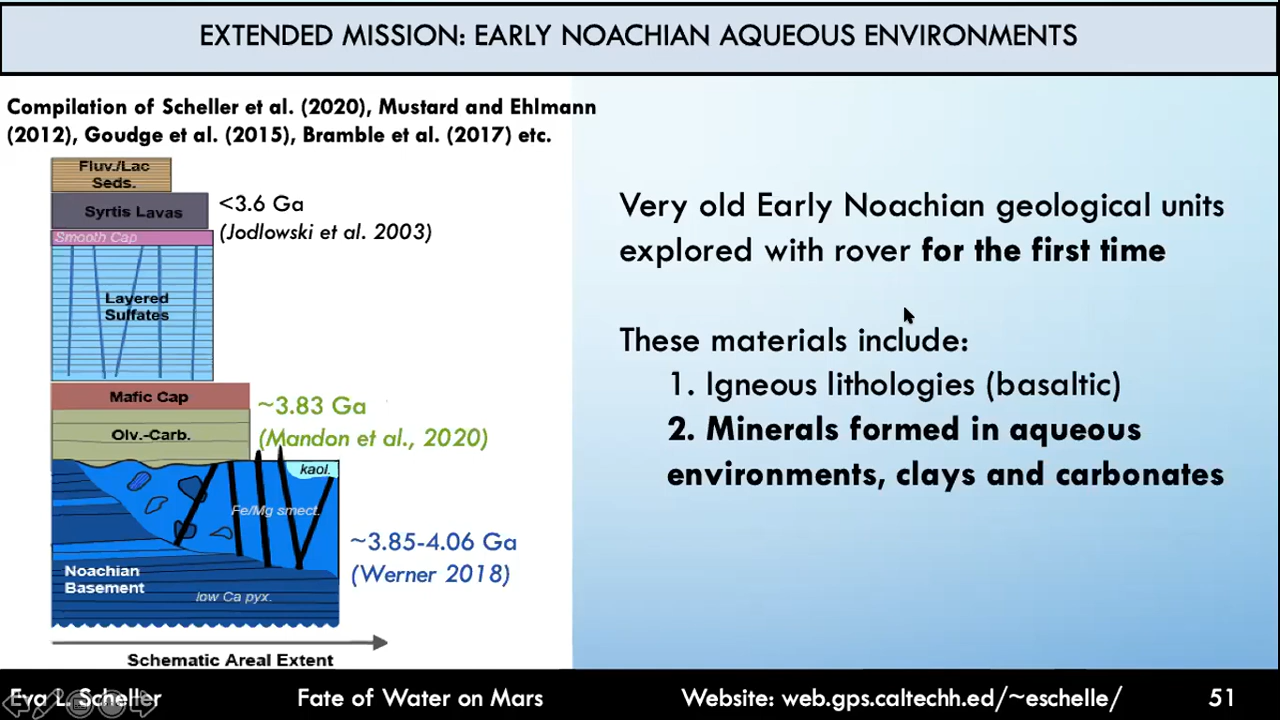 EXTENDED MISSION: EARLY NOACHIAN AQUEOUS ENVIRONMENTS
Compilation of Scheller et al. (2020), Mustard and Ehlmann
(2012), Goudge et al. (2015), Bramble et al. (2017) etc.
Fluv./Lac
Seds.
Syrtis Lavas
<3.6 Ga
(Jodlowski et al. 2003)
Smooth Cap
Layered
Sulfates
Mafic Cap
~3.83 Ga
(Mandon et al., 2020)
Olv.-Carb.
kaol.
Fe/Mg smect.
~3.85-4.06 Ga
(Werner 2018)
Noachian
Basement
low Ca pyx.
Schematic Areal Extent
Very old Early Noachian geological units
explored with rover for the first time
These materials include:
1. Igneous lithologies (basaltic)
2. Minerals formed in aqueous
environments, clays and carbonates
Eva L. Scheller
Fate of Water on Mars
Website: web.gps.caltechh.ed/~eschelle/
51